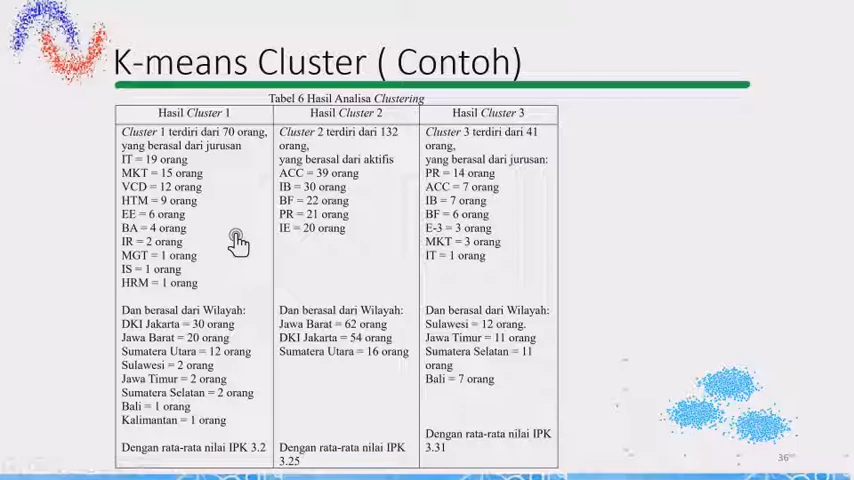 K-means Cluster ( Contoh)
Tabel 6 Hasil Analisa Clustering
Hasil Cluster 1
Cluster 1 terdiri dari 70 orang,
yang berasal dari jurusan
IT = 19 orang
MKT = 15 orang
VCD = 12 orang
HTM = 9 orang
EE = 6 orang
BA = 4 orang
IR = 2 orang
MGT = 1 orang
IS = 1 orang
HRM = 1 orang
Dan berasal dari Wilayah:
DKI Jakarta = 30 orang
Jawa Barat = 20 orang
Sumatera Utara = 12 orang
Sulawesi = 2 orang
Jawa Timur = 2 orang
Sumatera Selatan = 2 orang
Bali = 1 orang
Kalimantan = 1 orang
Dengan rata-rata nilai IPK 3.2
Hasil Cluster 2
Cluster 2 terdiri dari 132
orang,
yang berasal dari aktifis
ACC = 39 orang
IB = 30 orang
BF = 22 orang
PR = 21 orang
IE = 20 orang
Dan berasal dari Wilayah:
Jawa Barat = 62 orang
DKI Jakarta = 54 orang
Sumatera Utara = 16 orang
Dengan rata-rata nilai IPK
3.25
Hasil Cluster 3
Cluster 3 terdiri dari 41
orang,
yang berasal dari jurusan:
PR = 14 orang
ACC = 7 orang
IB = 7 orang
BF = 6 orang
E-3 = 3 orang
MKT = 3 orang
IT = 1 orang
Dan berasal dari Wilayah:
Sulawesi = 12 orang.
Jawa Timur = 11 orang
Sumatera Selatan = 11
orang
Bali = 7 orang
Dengan rata-rata nilai IPK
3.31
36